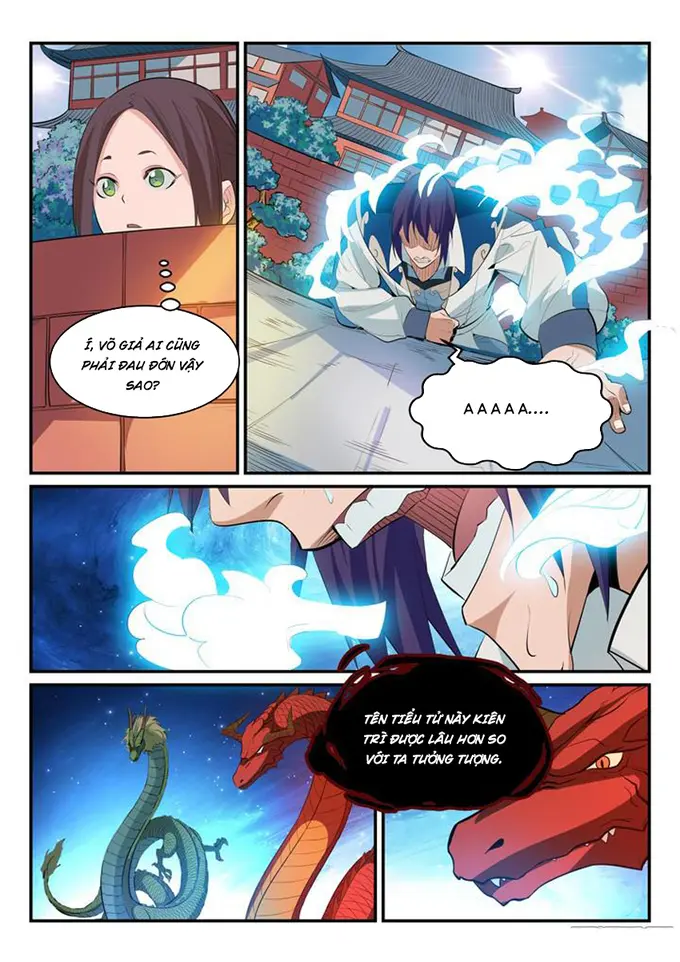 Í, VÕ GIẢ AI CŨNG
PHẢI ĐAU ĐỚN VẬY
SAO?
A A A A A....
TÊN TIỂU TỬ NÀY KIÊN
TRÌ ĐƯỢC LÂU HƠN SO
VỚI TA TƯỞNG TƯỢNG.